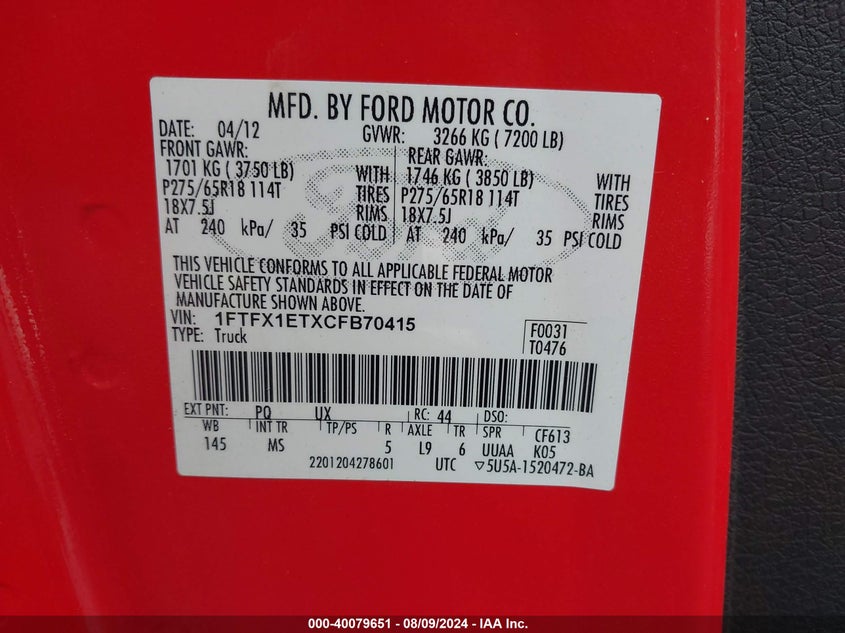 MFD. BY FORD MOTOR CO.
DATE: 04/12 GVWR: 3266 KG ( 7200 LB)
FRONT GAWR: REAR GAWR:
1701 KG ( 3750 LB) WITH 1746 KG ( 3850 LB) WITH
P275/65R18 114T TIRES P275/65R18 114T TIRES
18X7.5J RIMS 18X7.5J RIMS
AT 240 kPa/ 35 PSI COLD AT 240 kPa/ 35 PSI COLD
Ford
THIS VEHICLE CONFORMS TO ALL APPLICABLE FEDERAL MOTOR
VEHICLE SAFETY STANDARDS IN EFFECT ON THE DATE OF
MANUFACTURE SHOWN ABOVE.
VIN: 1FTFX1ETXCFB70415 F0031
TYPE: Truck T0476
EXT PNT: PQ UX RC: 44 DSO:
WB INT TR TP/PS R AXLE TR SPR CF613
145 MS 5 L9 6 UUAA K05
2201204278601 UTC ▽5U5A-1520472-BA
000-40079651 - 08/09/2024 - IAA Inc.